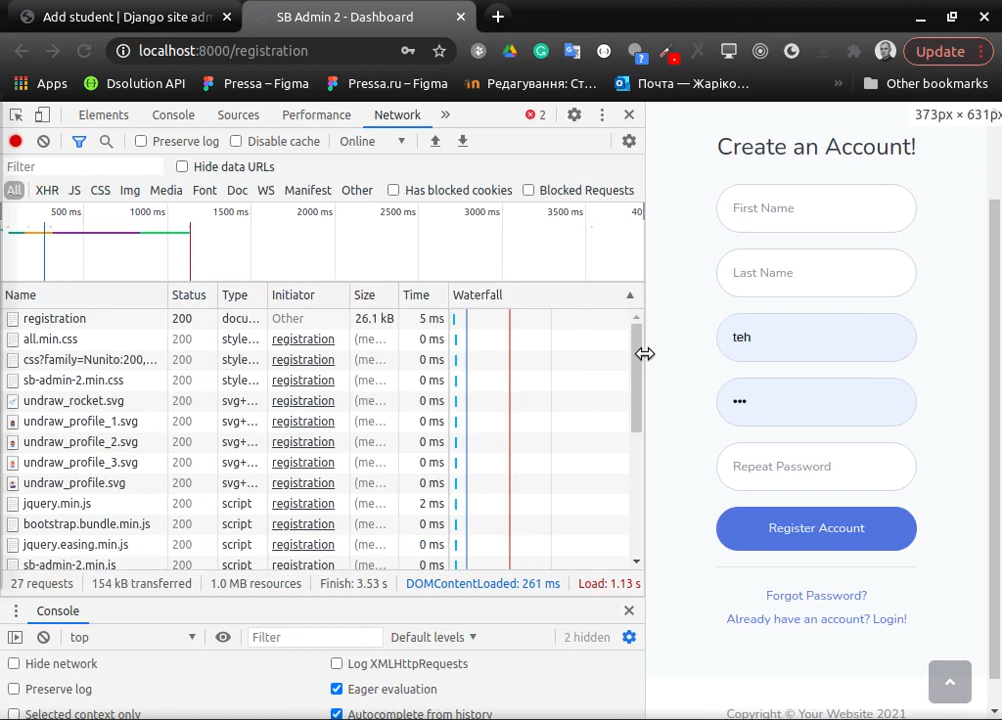 Add student | Django site adm
SB Admin 2 - Dashboard
localhost:8000/registration
Update
Apps
Dsolution API
Pressa – Figma
Pressa.ru – Figma
Редагування: Ст...
Почта — Жаріко...
Other bookmarks
Elements
Console
Sources
Performance
Network
2
373px × 631px
Preserve log
Disable cache
Online
Filter
Hide data URLs
All
XHR
JS
CSS
Img
Media
Font
Doc
WS
Manifest
Other
Has blocked cookies
Blocked Requests
500 ms
1000 ms
1500 ms
2000 ms
2500 ms
3000 ms
3500 ms
40
Name
Status
Type
Initiator
Size
Time
Waterfall
registration 200 docu... Other 26.1 kB 5 ms
all.min.css 200 style... registration (me... 0 ms
css?family=Nunito:200,... 200 style... registration (me... 0 ms
sb-admin-2.min.css 200 style... registration (me... 0 ms
undraw_rocket.svg 200 svg+... registration (me... 0 ms
undraw_profile_1.svg 200 svg+... registration (me... 0 ms
undraw_profile_2.svg 200 svg+... registration (me... 0 ms
undraw_profile_3.svg 200 svg+... registration (me... 0 ms
undraw_profile.svg 200 svg+... registration (me... 0 ms
jquery.min.js 200 script registration (me... 2 ms
bootstrap.bundle.min.js 200 script registration (me... 0 ms
jquery.easing.min.js 200 script registration (me... 0 ms
sb-admin-2.min.js 200 script registration (me... 0 ms
27 requests
154 kB transferred
1.0 MB resources
Finish: 3.53 s
DOMContentLoaded: 261 ms
Load: 1.13 s
Console
top
Filter
Default levels
2 hidden
Hide network
Log XMLHttpRequests
Preserve log
Eager evaluation
Selected context only
Autocomplete from history
Create an Account!
First Name
Last Name
teh
•••
Repeat Password
Register Account
Forgot Password?
Already have an account? Login!
Copyright © Your Website 2021